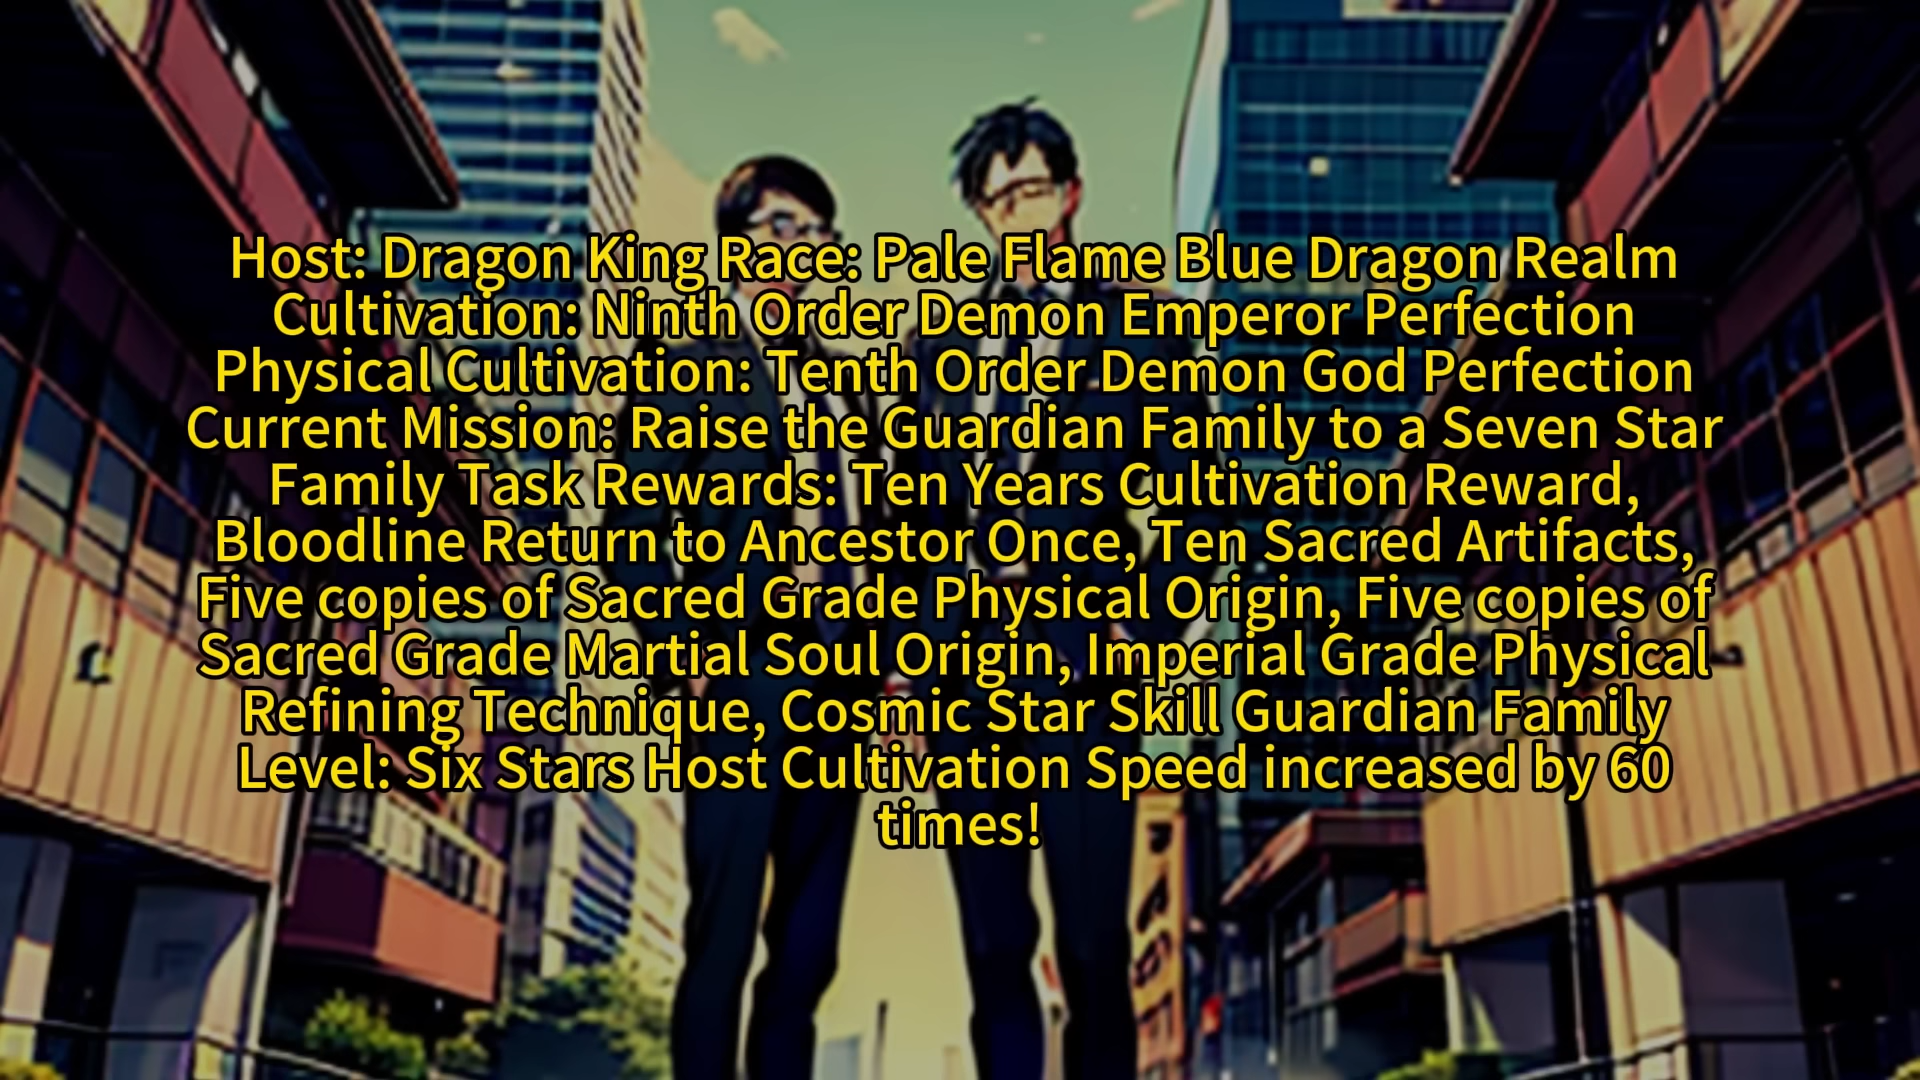 Host: Dragon King Race: Pale Flame Blue Dragon Realm
Cultivation: Ninth Order Demon Emperor Perfection
Physical Cultivation: Tenth Order Demon God Perfection
Current Mission: Raise the Guardian Family to a Seven Star
Family Task Rewards: Ten Years Cultivation Reward,
Bloodline Return to Ancestor Once, Ten Sacred Artifacts,
Five copies of Sacred Grade Physical Origin, Five copies of
Sacred Grade Martial Soul Origin, Imperial Grade Physical
Refining Technique, Cosmic Star Skill Guardian Family
Level: Six Stars Host Cultivation Speed increased by 60
times!